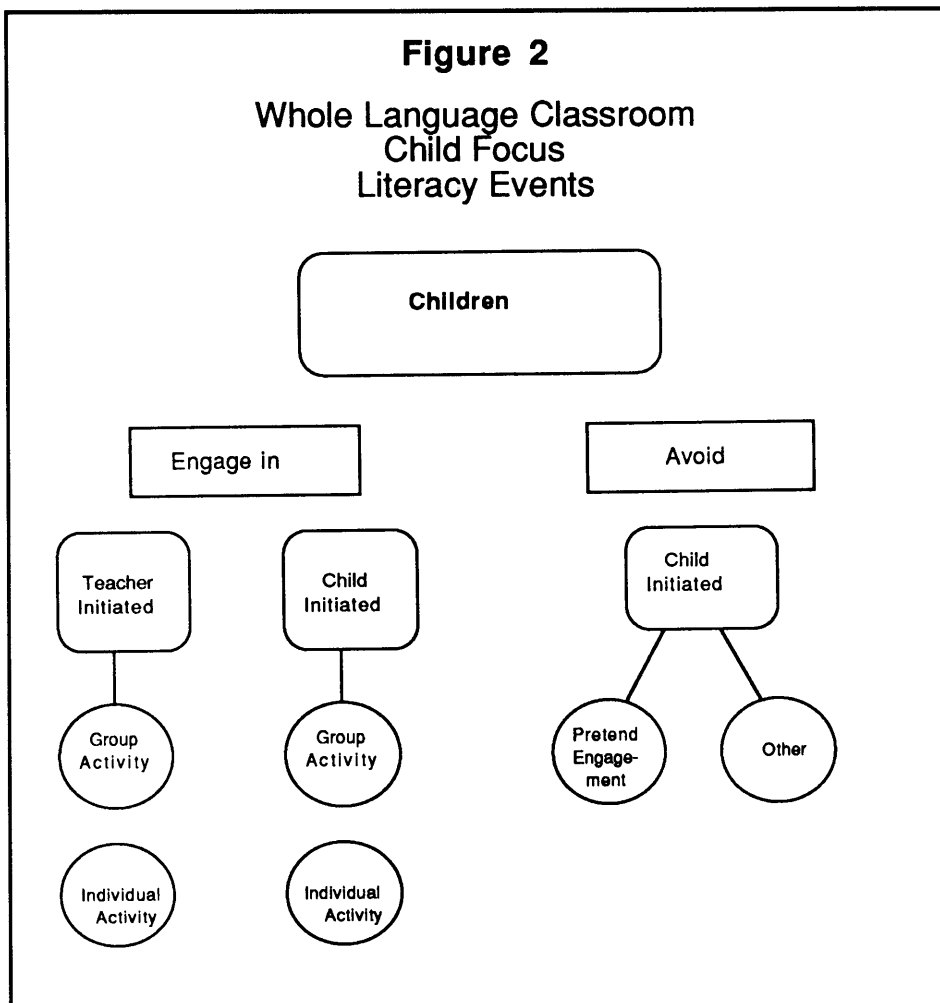 Figure 2
Whole Language Classroom
Child Focus
Literacy Events
Children
Engage in
Avoid
Teacher
Initiated
Child
Initiated
Child
Initiated
Group
Activity
Group
Activity
Pretend
Engage-
ment
Other
Individual
Activity
Individual
Activity